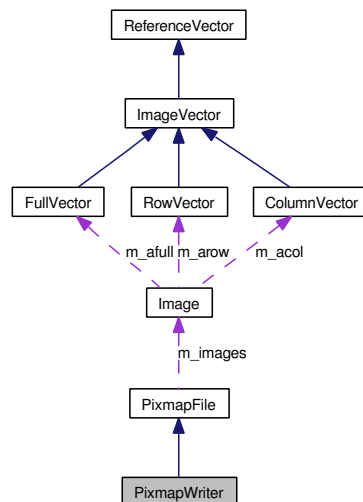 ReferenceVector
ImageVector
FullVector RowVector ColumnVector
m_afull m_arow m_acol
Image
m_images
PixmapFile
PixmapWriter